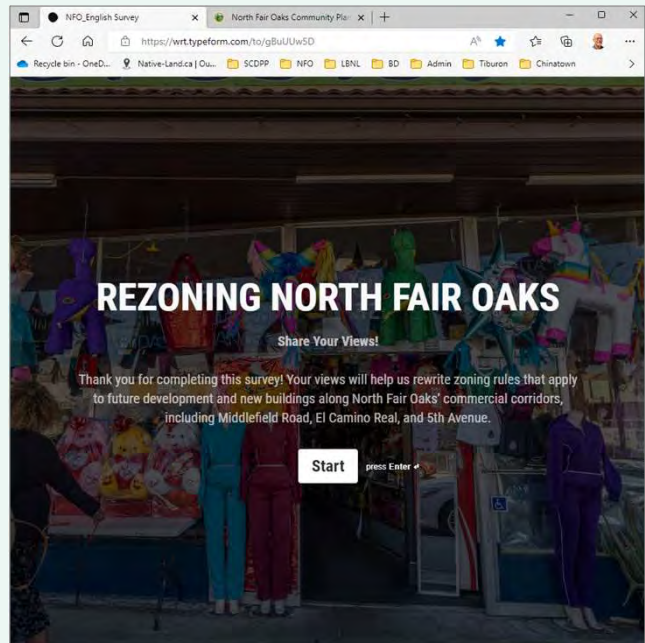 NFO_English Survey
North Fair Oaks Community Pla
https://wrt.typeform.com/to/gBuUUw5D
Recycle bin - OneD...
Native-Land.ca | Ou...
SCDPP
NFO
LBNL
BD
Admin
Tiburon
Chinatown
REZONING NORTH FAIR OAKS
Share Your Views!
Thank you for completing this survey! Your views will help us rewrite zoning rules that apply
to future development and new buildings along North Fair Oaks' commercial corridors,
including Middlefield Road, El Camino Real, and 5th Avenue.
Start
press Enter ↵